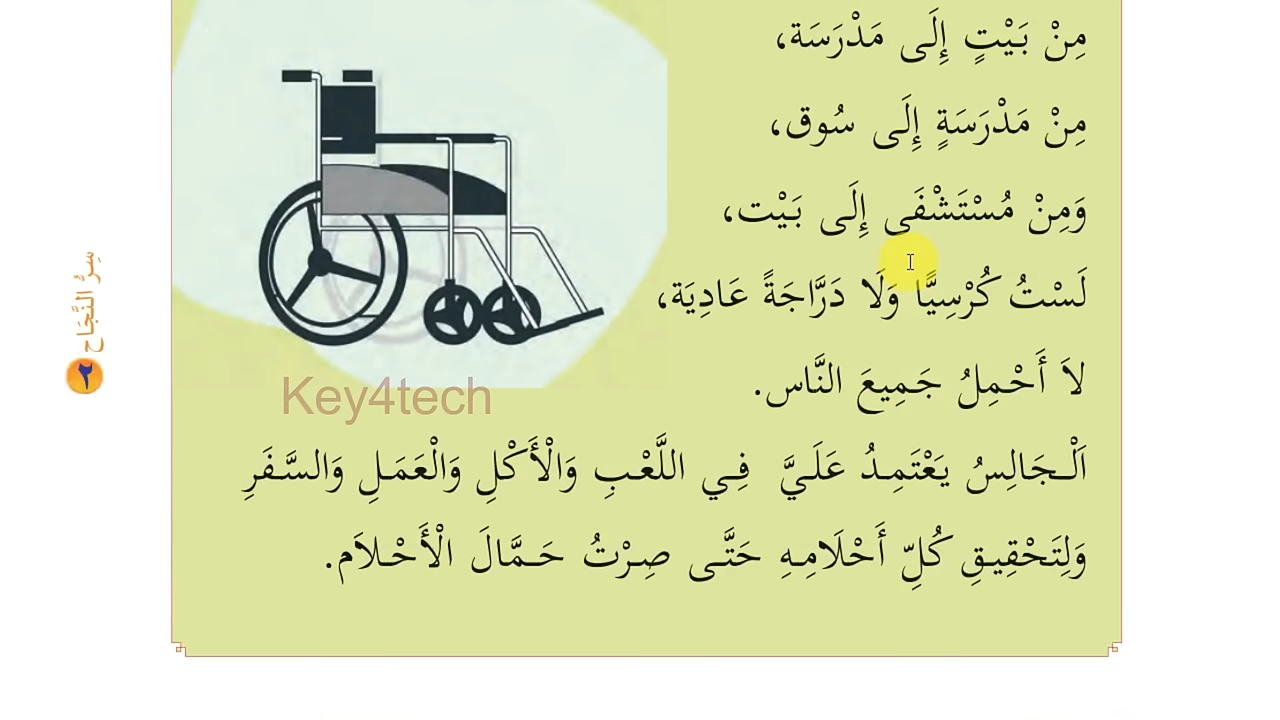 مِنْ بَيْتٍ إِلَى مَدْرَسَة،
مِنْ مَدْرَسَةٍ إِلَى سُوق،
وَمِنْ مُسْتَشْفَى إِلَى بَيْت،
لَسْتُ كُرْسِيًّا وَلَا دَرَّاجَةً عَادِيَة،
لاَ أَحْمِلُ جَمِيعَ النَّاس.
اَلْجَالِسُ يَعْتَمِدُ عَلَيَّ فِي اللَّعْبِ وَالْأَكْلِ وَالْعَمَلِ وَالسَّفَرِ
وَلِتَحْقِيقِ كُلِّ أَحْلَامِهِ حَتَّى صِرْتُ حَمَّالَ الْأَحْلاَم.
Key4tech
سِرُّ النَّجَاح
٢